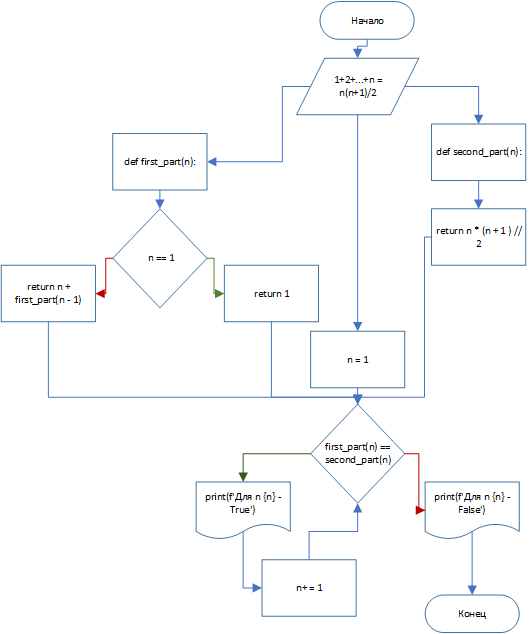 Начало
1+2+...+n =
n(n+1)/2
def first_part(n):
def second_part(n):
n == 1
return n * (n + 1 ) //
2
return n +
first_part(n - 1)
return 1
n = 1
first_part(n) ==
second_part(n)
print(f'Для n {n} -
True')
print(f'Для n {n} -
False')
n+ = 1
Конец